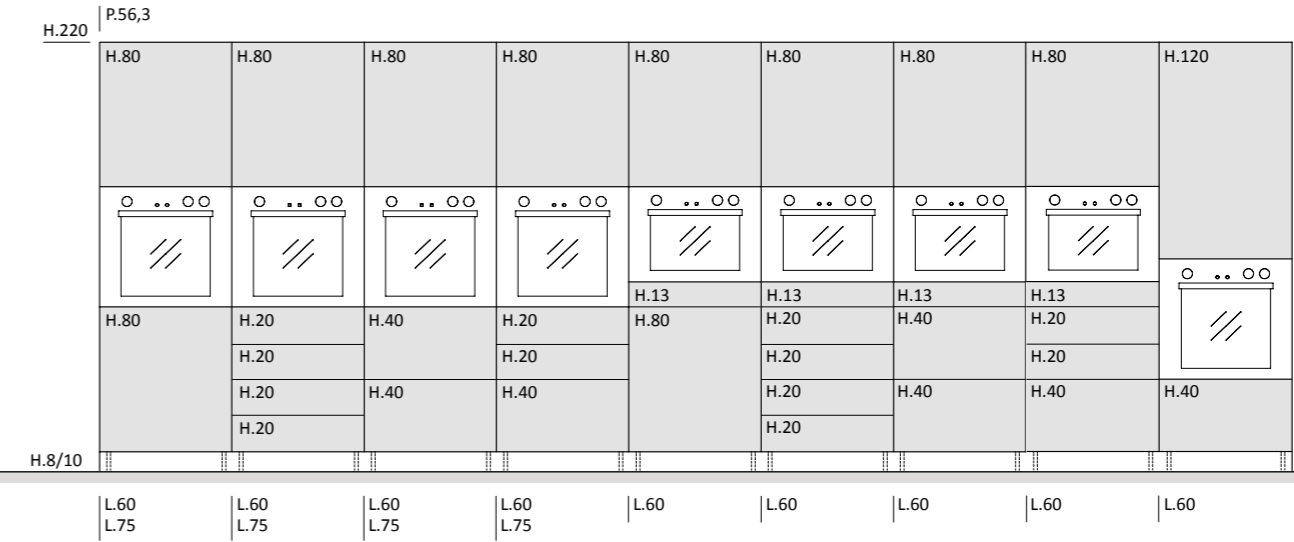 P.56,3
H.220
H.80 H.80 H.80 H.80 H.80 H.80 H.80 H.80 H.120
H.13 H.13 H.13 H.13
H.80 H.20 H.40 H.20 H.80 H.20 H.40 H.20
H.20 H.20 H.20 H.20
H.20 H.40 H.40 H.20 H.40 H.40 H.40
H.20 H.20
H.8/10
L.60 L.60 L.60 L.60 L.60 L.60 L.60 L.60 L.60
L.75 L.75 L.75 L.75